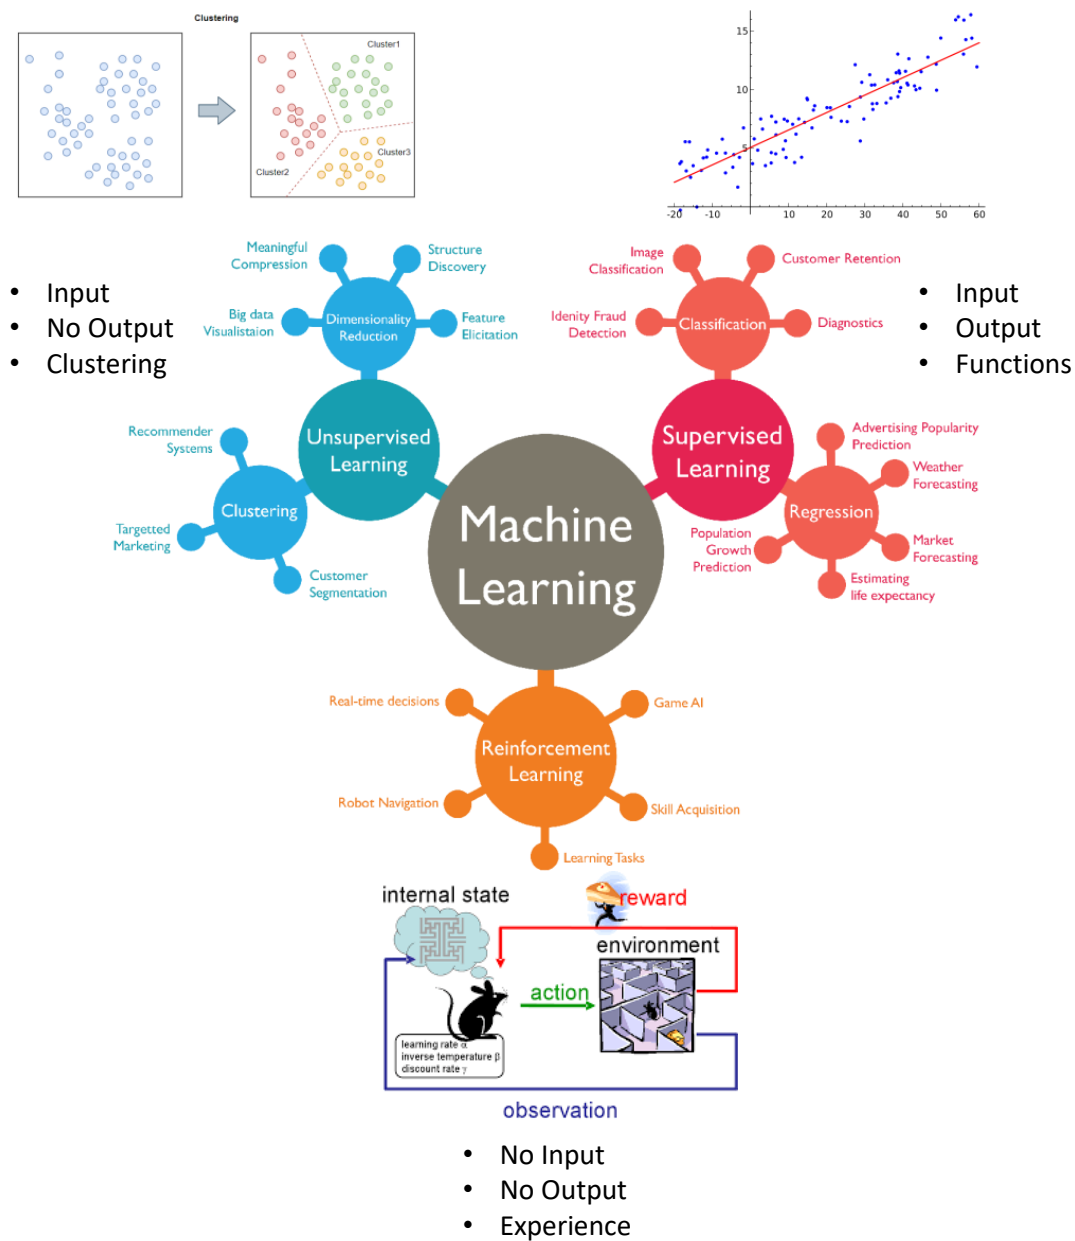 Clustering
Cluster1
Cluster2
Cluster3
15
10
5
-20
-10
10
20
30
40
50
60
• Input
• No Output
• Clustering
Meaningful
Compression
Structure
Discovery
Big data
Visualistaion
Dimensionality
Reduction
Feature
Elicitation
Image
Classification
Customer Retention
Idenity Fraud
Detection
Classification
Diagnostics
• Input
• Output
• Functions
Recommender
Systems
Unsupervised
Learning
Clustering
Targetted
Marketing
Customer
Segmentation
Machine
Learning
Supervised
Learning
Advertising Popularity
Prediction
Weather
Forecasting
Regression
Population
Growth
Prediction
Market
Forecasting
Estimating
life expectancy
Real-time decisions
Game AI
Reinforcement
Learning
Robot Navigation
Skill Acquisition
Learning Tasks
internal state
reward
environment
action
learning rate α
inverse temperature β
discount rate γ
observation
• No Input
• No Output
• Experience